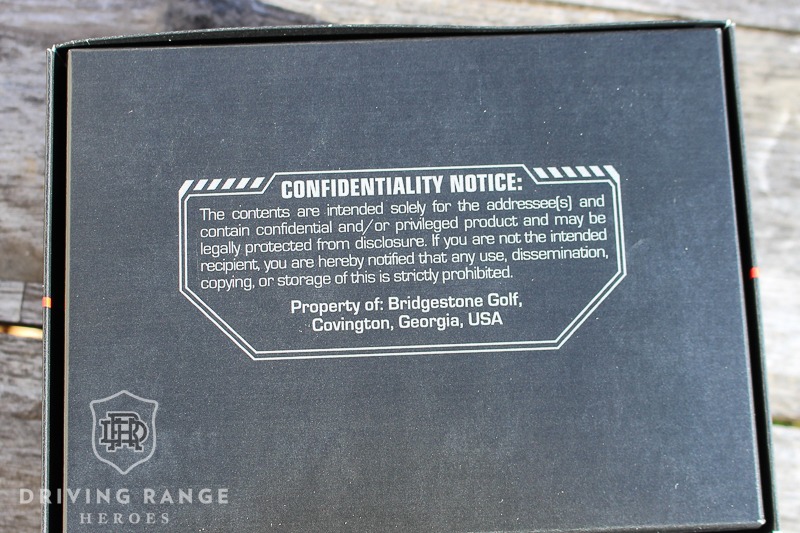 CONFIDENTIALITY NOTICE:
The contents are intended solely for the addressee(s) and
contain confidential and/or privileged product and may be
legally protected from disclosure. If you are not the intended
recipient, you are hereby notified that any use, dissemination,
copying, or storage of this is strictly prohibited.
Property of: Bridgestone Golf,
Covington, Georgia, USA
DRH
DRIVING RANGE
HEROES